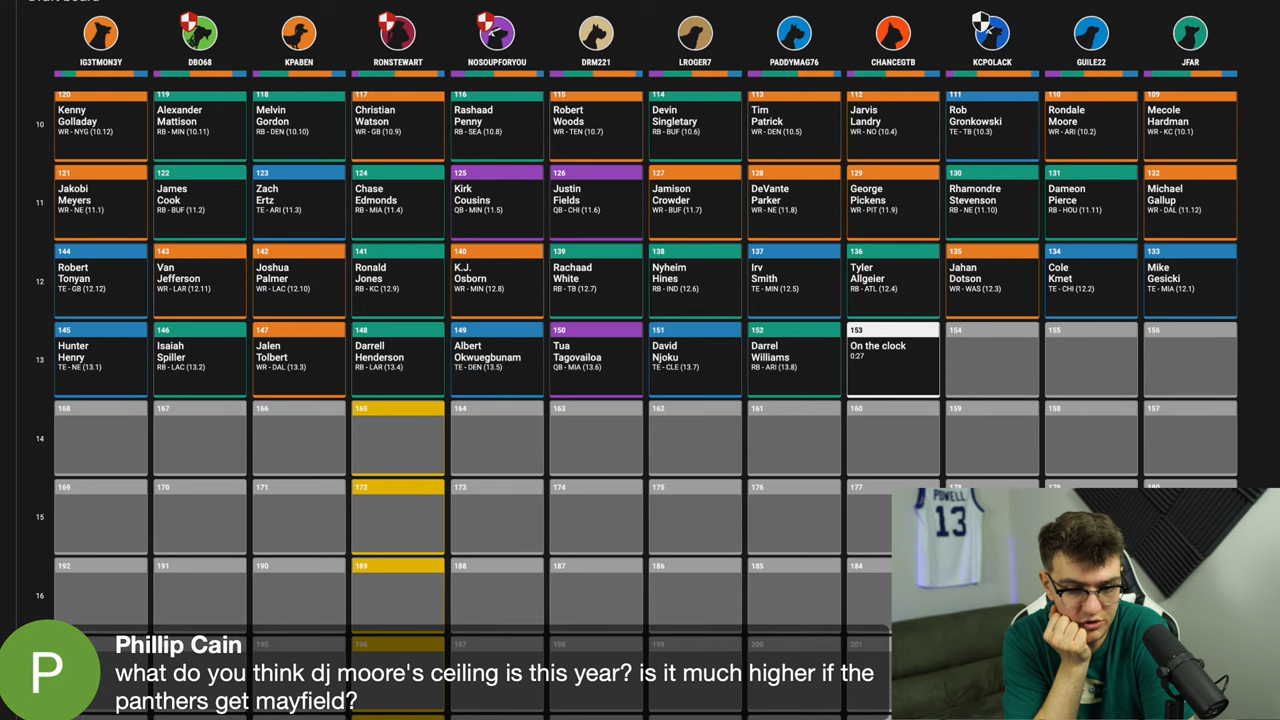 IG3TMON3Y DBO68 KPABEN RONSTEWART NOSOUPFORYOU DRM221 LROGER7 PADDYMAG76 CHANCEGTB KCPOLACK GUILE22 JFAR
10
120 119 118 117 116 115 114 113 112 111 110 109
Kenny Alexander Melvin Christian Rashaad Robert Devin Tim Jarvis Rob Rondale Mecole
Golladay Mattison Gordon Watson Penny Woods Singletary Patrick Landry Gronkowski Moore Hardman
WR - NYG (10.12) RB - MIN (10.11) RB - DEN (10.10) WR - GB (10.9) RB - SEA (10.8) WR - TEN (10.7) RB - BUF (10.6) WR - DEN (10.5) WR - NO (10.4) TE - TB (10.3) WR - ARI (10.2) WR - KC (10.1)
11
121 122 123 124 125 126 127 128 129 130 131 132
Jakobi James Zach Chase Kirk Justin Jamison DeVante George Rhamondre Dameon Michael
Meyers Cook Ertz Edmonds Cousins Fields Crowder Parker Pickens Stevenson Pierce Gallup
WR - NE (11.1) RB - BUF (11.2) TE - ARI (11.3) RB - MIA (11.4) QB - MIN (11.5) QB - CHI (11.6) WR - BUF (11.7) WR - NE (11.8) WR - PIT (11.9) RB - NE (11.10) RB - HOU (11.11) WR - DAL (11.12)
12
144 143 142 141 140 139 138 137 136 135 134 133
Robert Van Joshua Ronald K.J. Rachaad Nyheim Irv Tyler Jahan Cole Mike
Tonyan Jefferson Palmer Jones Osborn White Hines Smith Allgeier Dotson Kmet Gesicki
TE - GB (12.12) WR - LAR (12.11) WR - LAC (12.10) RB - KC (12.9) WR - MIN (12.8) RB - TB (12.7) RB - IND (12.6) TE - MIN (12.5) RB - ATL (12.4) WR - WAS (12.3) TE - CHI (12.2) TE - MIA (12.1)
13
145 146 147 148 149 150 151 152 153 154 155 156
Hunter Isaiah Jalen Darrell Albert Tua David Darrel On the clock
Henry Spiller Tolbert Henderson Okwuegbunam Tagovailoa Njoku Williams 0:27
TE - NE (13.1) RB - LAC (13.2) WR - DAL (13.3) RB - LAR (13.4) TE - DEN (13.5) QB - MIA (13.6) TE - CLE (13.7) RB - ARI (13.8)
14
168 167 166 165 164 163 162 161 160 159 158 157
15
169 170 171 172 173 174 175 176 177
16
192 191 190 189 188 187 186 185 184
195 196 197 198 199 200 201
POWELL
13
P
Phillip Cain
what do you think dj moore's ceiling is this year? is it much higher if the
panthers get mayfield?